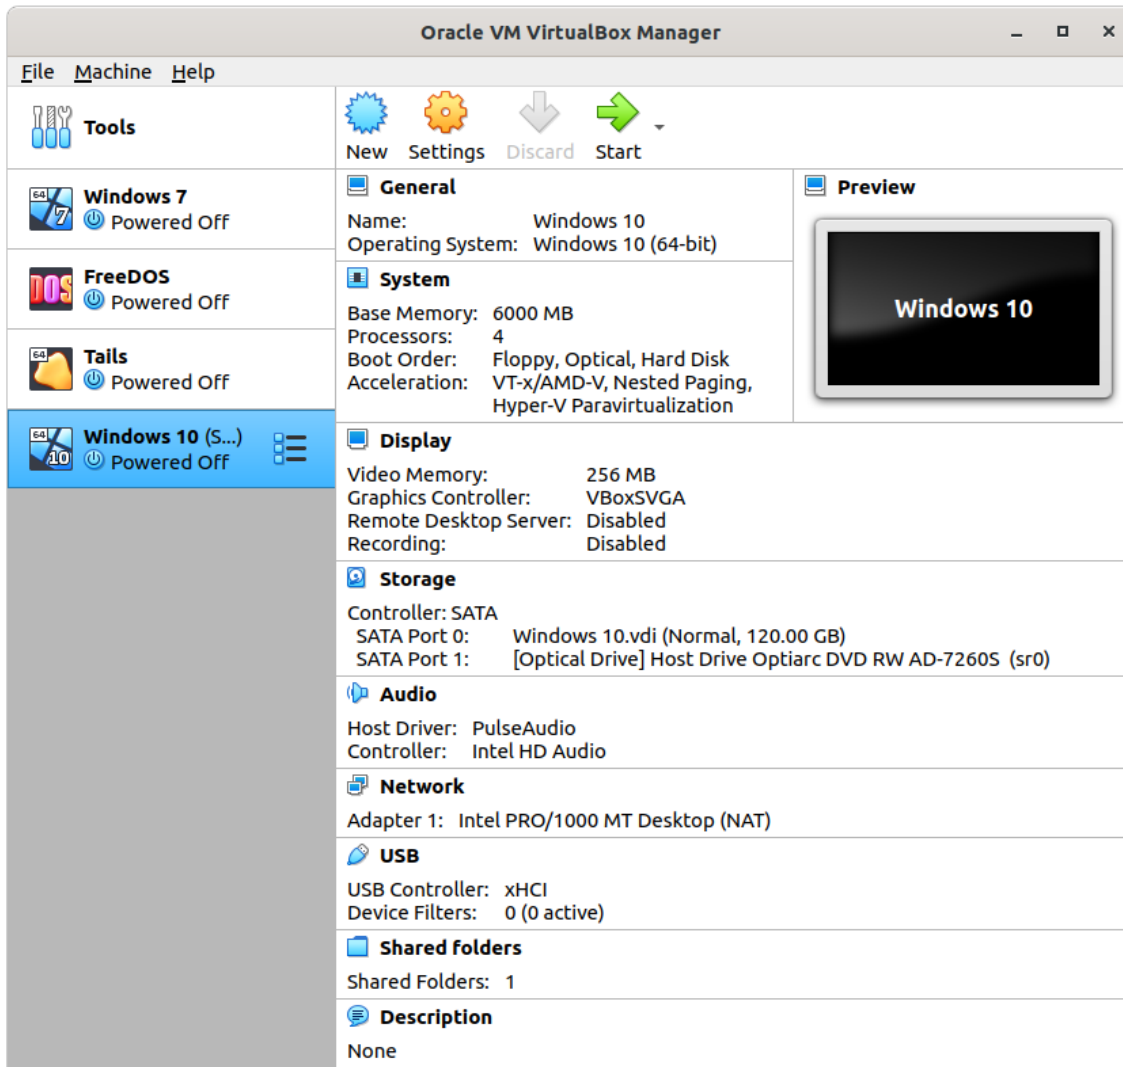 Oracle VM VirtualBox Manager
File Machine Help
Tools
New Settings Discard Start
64
7
Windows 7
Powered Off
DOS
FreeDOS
Powered Off
64
Tails
Powered Off
64
10
Windows 10 (S...)
Powered Off
General
Name: Windows 10
Operating System: Windows 10 (64-bit)
Preview
Windows 10
System
Base Memory: 6000 MB
Processors: 4
Boot Order: Floppy, Optical, Hard Disk
Acceleration: VT-x/AMD-V, Nested Paging,
Hyper-V Paravirtualization
Display
Video Memory: 256 MB
Graphics Controller: VBoxSVGA
Remote Desktop Server: Disabled
Recording: Disabled
Storage
Controller: SATA
SATA Port 0: Windows 10.vdi (Normal, 120.00 GB)
SATA Port 1: [Optical Drive] Host Drive Optiarc DVD RW AD-7260S (sr0)
Audio
Host Driver: PulseAudio
Controller: Intel HD Audio
Network
Adapter 1: Intel PRO/1000 MT Desktop (NAT)
USB
USB Controller: xHCI
Device Filters: 0 (0 active)
Shared folders
Shared Folders: 1
Description
None